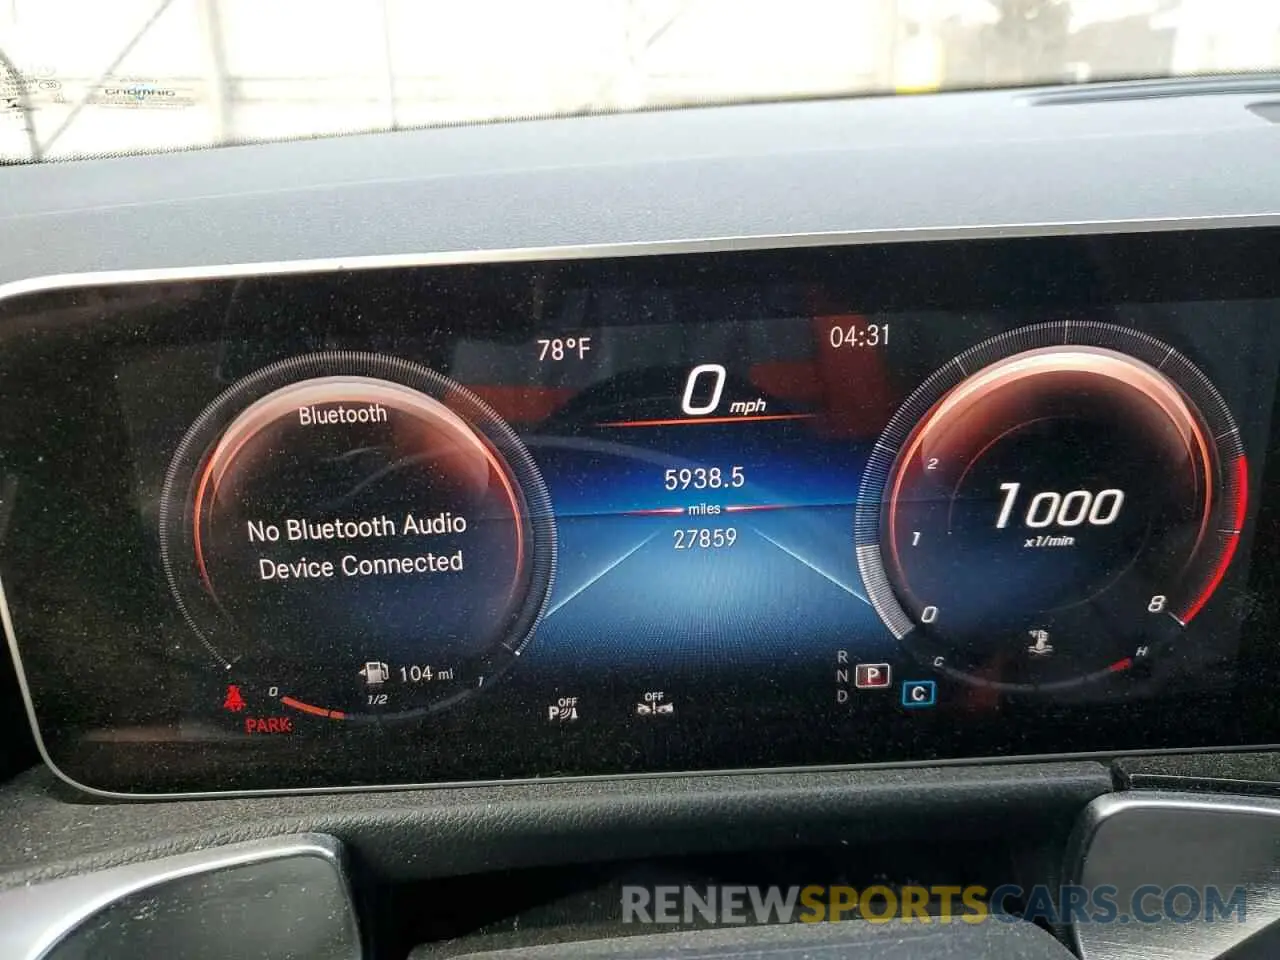 78°F
04:31
0 mph
Bluetooth
5938.5
miles
27859
No Bluetooth Audio
Device Connected
2
1
0
8
1000
x1/min
104 mi
0
1/2
1
PARK
OFF
P
OFF
R
N
P
D
C
C
H
RENEWSPORTSCARS.COM